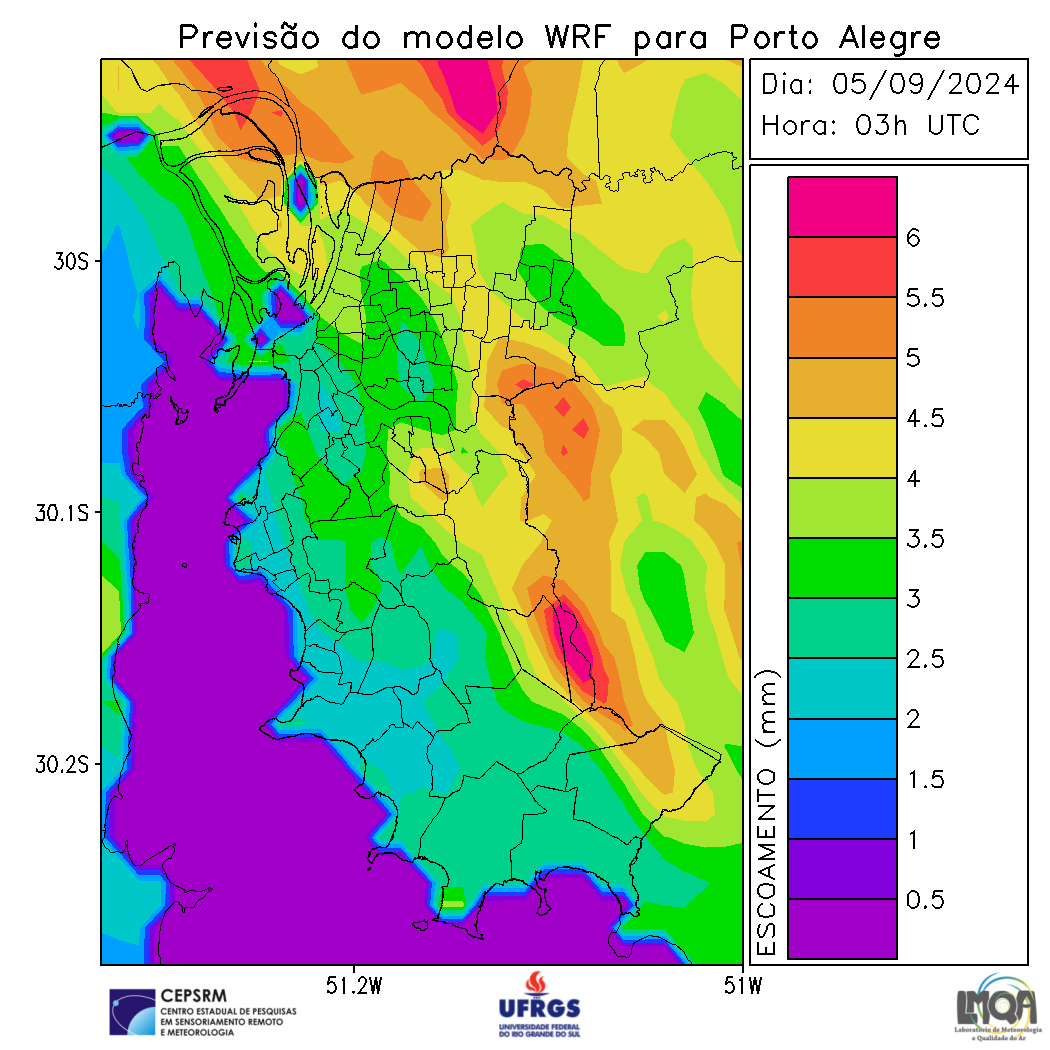 Previsão do modelo WRF para Porto Alegre
Dia: 05/09/2024
Hora: 03h UTC
30S
30.1S
30.2S
51.2W
51W
ESCOAMENTO (mm)
6
5.5
5
4.5
4
3.5
3
2.5
2
1.5
1
0.5
CEPSRM
CENTRO ESTADUAL DE PESQUISAS
EM SENSORIAMENTO REMOTO
E METEOROLOGIA
UFRGS
UNIVERSIDADE FEDERAL
DO RIO GRANDE DO SUL
LMQA
Laboratório de Meteorologia
e Qualidade do Ar